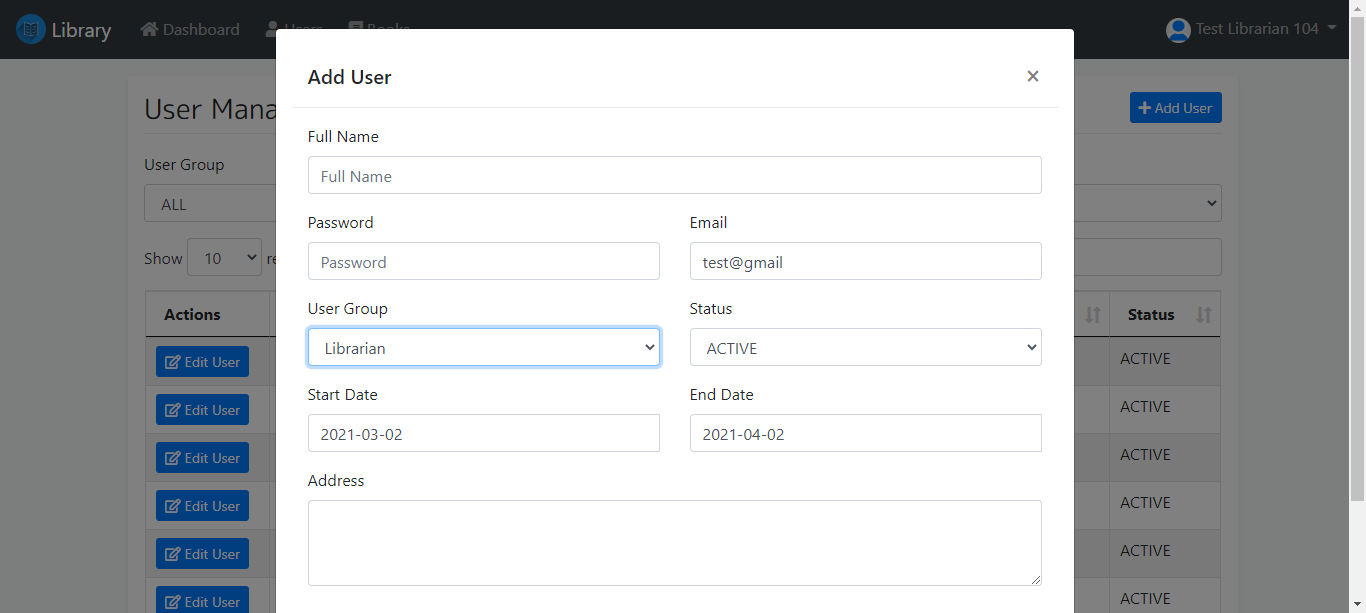 Library Dashboard Users Books Test Librarian 104
Add User ×
User Mana Add User
Full Name
User Group
Full Name
ALL
Password Email
Show 10 re
Password test@gmail
User Group Status
Actions Status
Librarian ACTIVE
Edit User ACTIVE
Start Date End Date
Edit User ACTIVE
2021-03-02 2021-04-02
Edit User ACTIVE
Address
Edit User ACTIVE
Edit User ACTIVE
Edit User ACTIVE